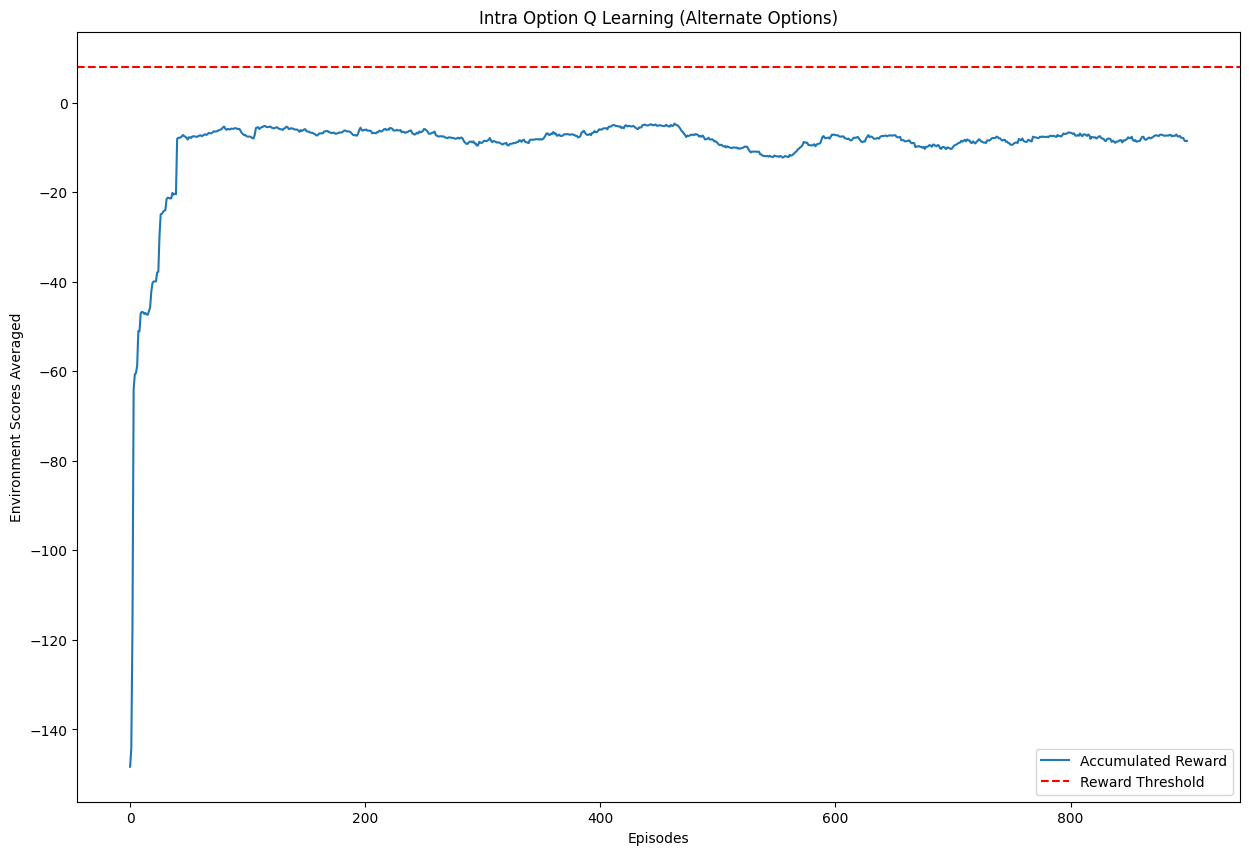 Intra Option Q Learning (Alternate Options)
0
−20
−40
−60
−80
−100
−120
−140
Environment Scores Averaged
0
200
400
600
800
Episodes
Accumulated Reward
Reward Threshold